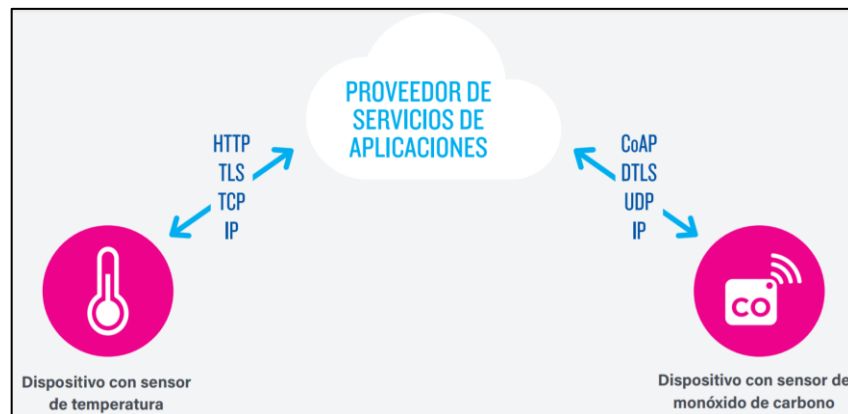 PROVEEDOR DE
SERVICIOS DE
APLICACIONES
HTTP
TLS
TCP
IP
CoAP
DTLS
UDP
IP
CO
Dispositivo con sensor
de temperatura
Dispositivo con sensor de
monóxido de carbono